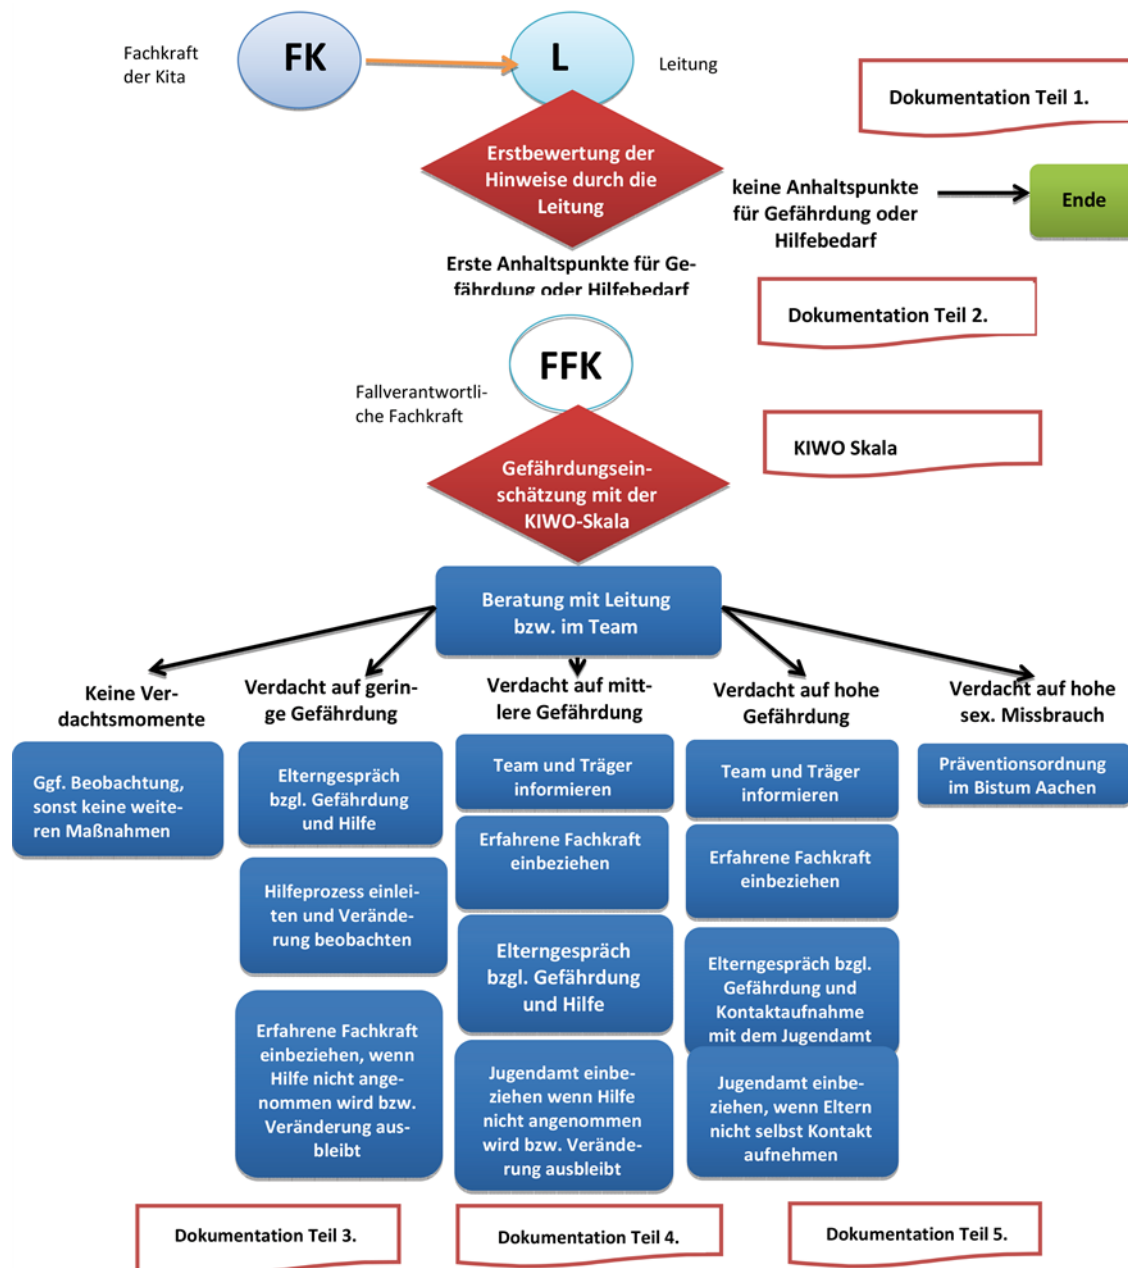 Fachkraft
der Kita
FK
L
Leitung
Dokumentation Teil 1.
Erstbewertung der
Hinweise durch die
Leitung
keine Anhaltspunkte
für Gefährdung oder
Hilfebedarf
Ende
Erste Anhaltspunkte für Ge-
fährdung oder Hilfebedarf
Dokumentation Teil 2.
FFK
Fallverantwortli-
che Fachkraft
KIWO Skala
Gefährdungsein-
schätzung mit der
KIWO-Skala
Beratung mit Leitung
bzw. im Team
Keine Ver-
dachtsmomente
Verdacht auf gerin-
ge Gefährdung
Verdacht auf mitt-
lere Gefährdung
Verdacht auf hohe
Gefährdung
Verdacht auf hohe
sex. Missbrauch
Ggf. Beobachtung,
sonst keine weite-
ren Maßnahmen
Elterngespräch
bzgl. Gefährdung
und Hilfe
Hilfeprozess einlei-
ten und Verände-
rung beobachten
Erfahrene Fachkraft
einbeziehen, wenn
Hilfe nicht ange-
nommen wird bzw.
Veränderung aus-
bleibt
Team und Träger
informieren
Erfahrene Fachkraft
einbeziehen
Elterngespräch
bzgl. Gefährdung
und Hilfe
Jugendamt einbe-
ziehen wenn Hilfe
nicht angenommen
wird bzw. Verände-
rung ausbleibt
Team und Träger
informieren
Erfahrene Fachkraft
einbeziehen
Elterngespräch bzgl.
Gefährdung und
Kontaktaufnahme
mit dem Jugendamt
Jugendamt einbe-
ziehen, wenn Eltern
nicht selbst Kontakt
aufnehmen
Präventionsordnung
im Bistum Aachen
Dokumentation Teil 3.
Dokumentation Teil 4.
Dokumentation Teil 5.